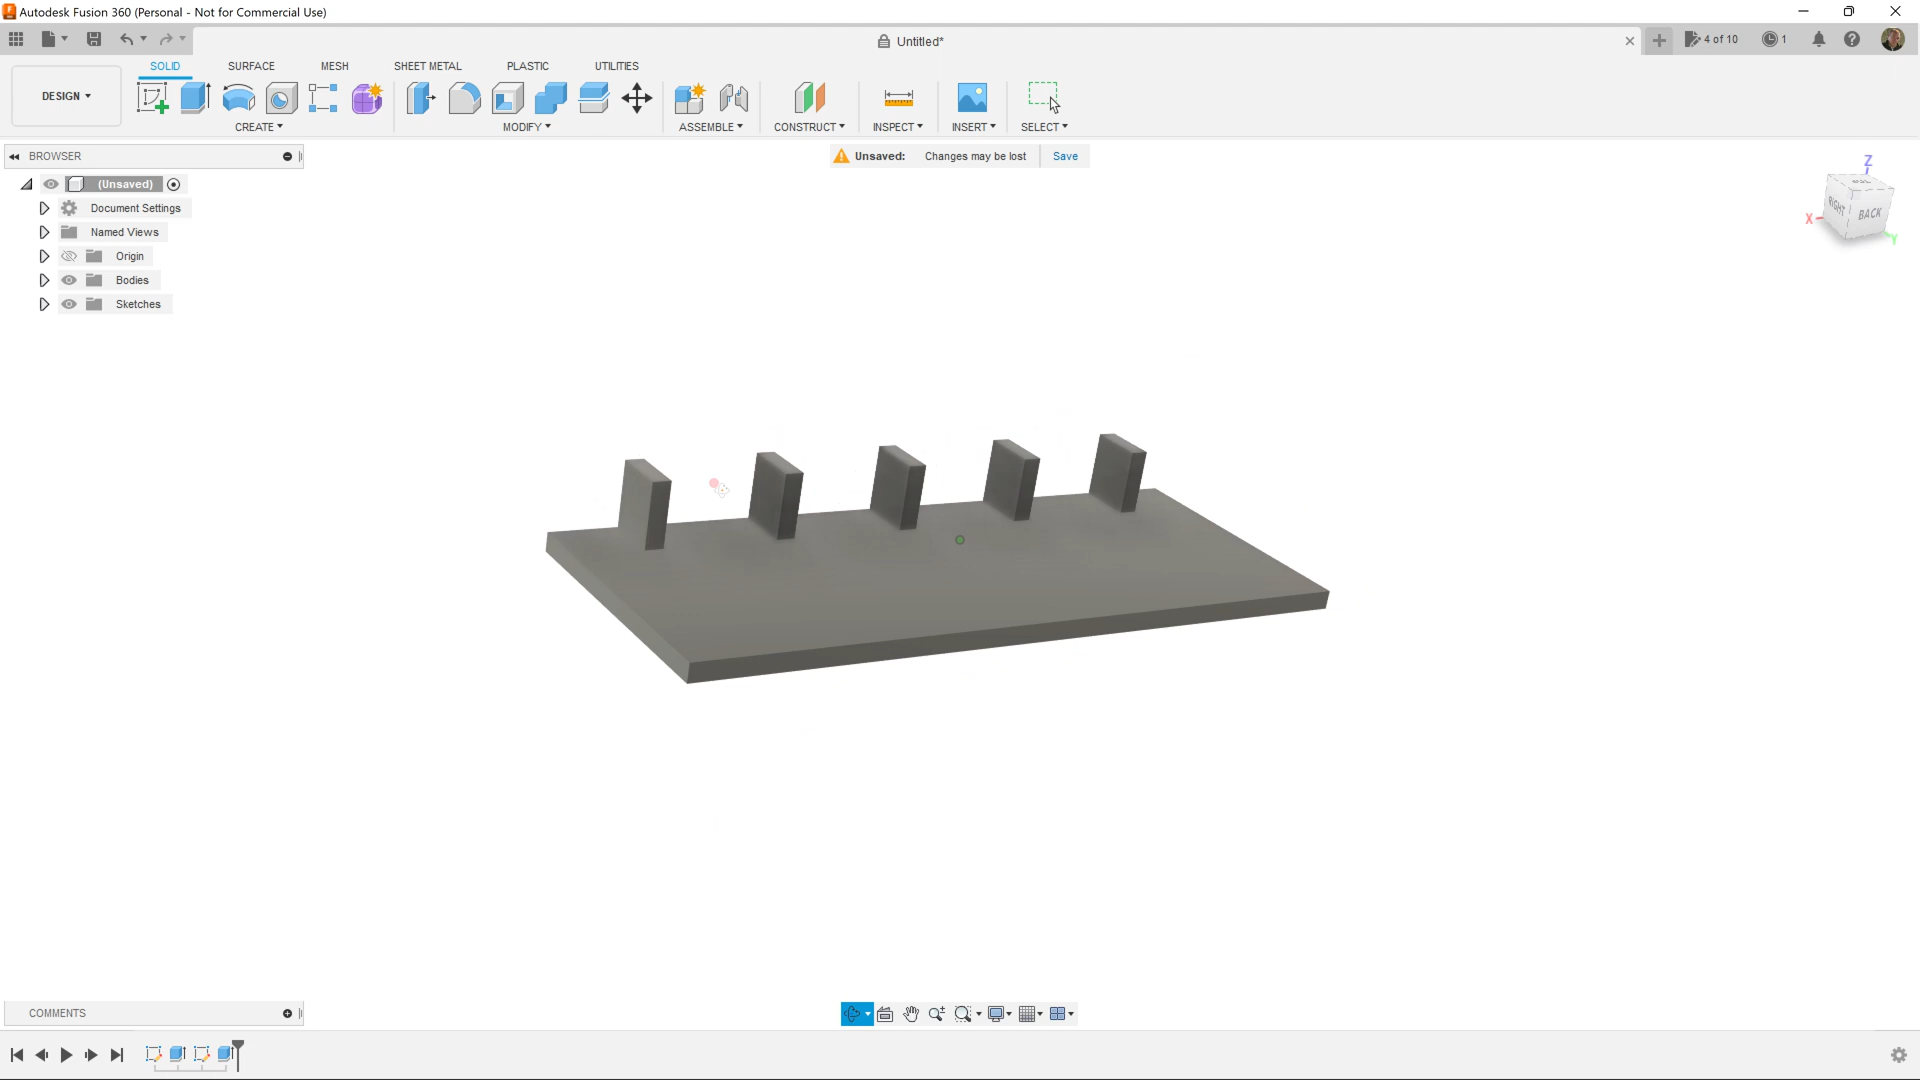 Autodesk Fusion 360 (Personal - Not for Commercial Use)
Untitled*
4 of 10
1
DESIGN
SOLID
SURFACE
MESH
SHEET METAL
PLASTIC
UTILITIES
CREATE
MODIFY
ASSEMBLE
CONSTRUCT
INSPECT
INSERT
SELECT
BROWSER
Unsaved: Changes may be lost Save
(Unsaved)
Document Settings
Named Views
Origin
Bodies
Sketches
Z
RIGHT
BACK
X
Y
COMMENTS